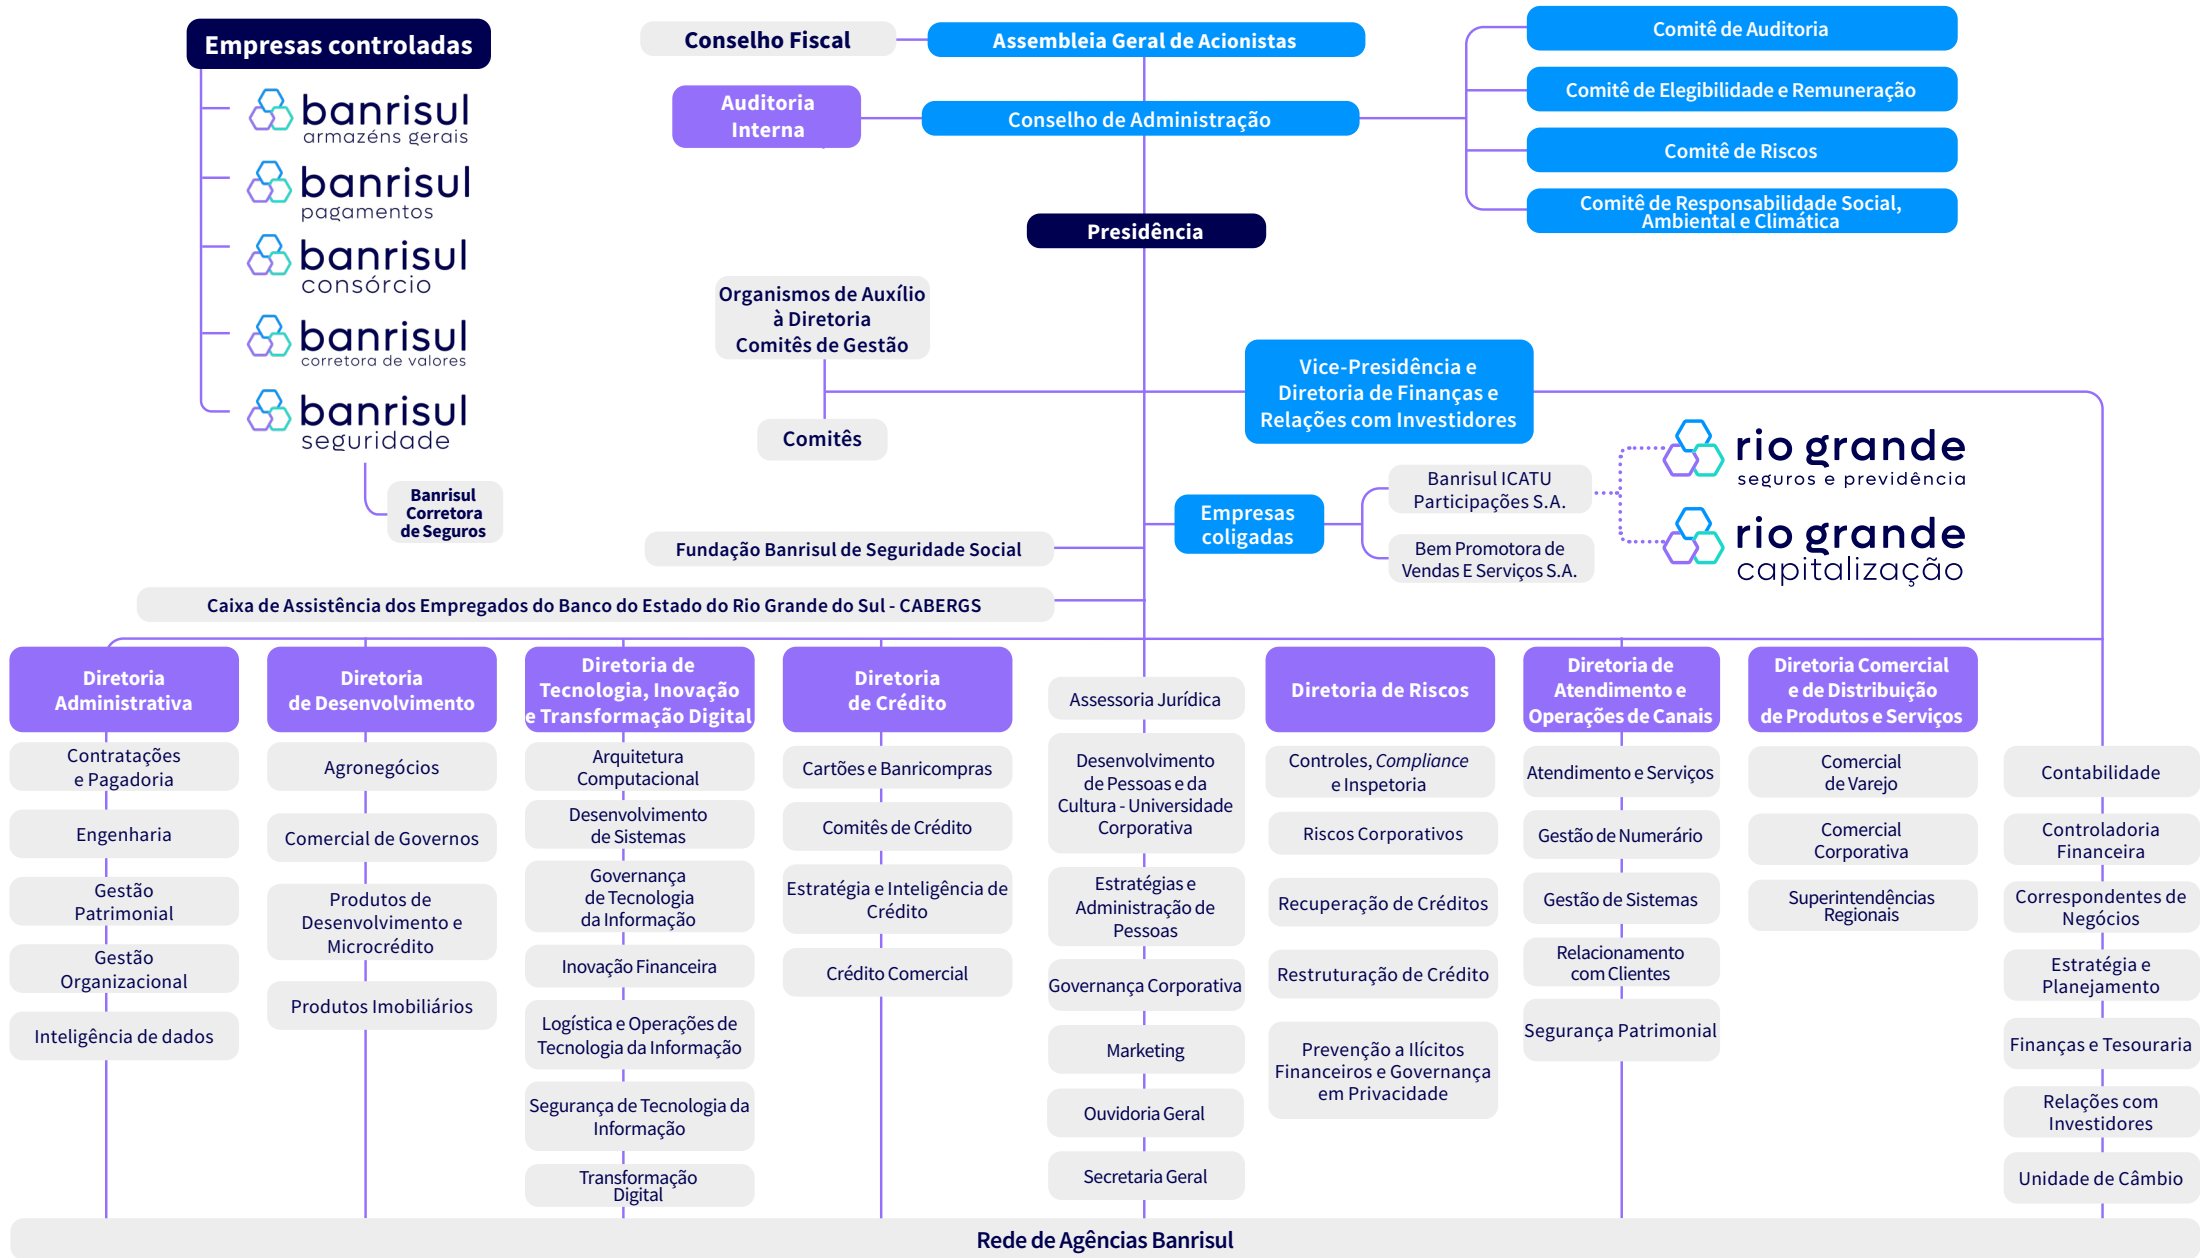 Empresas controladas
banrisul
armazéns gerais
banrisul
pagamentos
banrisul
consórcio
banrisul
corretora de valores
banrisul
seguridade
Banrisul
Corretora
de Seguros
Conselho Fiscal
Assembleia Geral de Acionistas
Auditoria
Interna
Conselho de Administração
Comitê de Auditoria
Comitê de Elegibilidade e Remuneração
Comitê de Riscos
Comitê de Responsabilidade Social,
Ambiental e Climática
Presidência
Organismos de Auxílio
à Diretoria
Comitês de Gestão
Comitês
Vice-Presidência e
Diretoria de Finanças e
Relações com Investidores
Empresas
coligadas
Banrisul ICATU
Participações S.A.
Bem Promotora de
Vendas E Serviços S.A.
rio grande
seguros e previdência
rio grande
capitalização
Fundação Banrisul de Seguridade Social
Caixa de Assistência dos Empregados do Banco do Estado do Rio Grande do Sul - CABERGS
Diretoria
Administrativa
Contratações
e Pagadoria
Engenharia
Gestão
Patrimonial
Gestão
Organizacional
Inteligência de dados
Diretoria
de Desenvolvimento
Agronegócios
Comercial de Governos
Produtos de
Desenvolvimento e
Microcrédito
Produtos Imobiliários
Diretoria de
Tecnologia, Inovação
e Transformação Digital
Arquitetura
Computacional
Desenvolvimento
de Sistemas
Governança
de Tecnologia
da Informação
Inovação Financeira
Logística e Operações de
Tecnologia da Informação
Segurança de Tecnologia da
Informação
Transformação
Digital
Diretoria
de Crédito
Cartões e Banricompras
Comitês de Crédito
Estratégia e Inteligência de
Crédito
Crédito Comercial
Assessoria Jurídica
Desenvolvimento
de Pessoas e da
Cultura - Universidade
Corporativa
Estratégias e
Administração de
Pessoas
Governança Corporativa
Marketing
Ouvidoria Geral
Secretaria Geral
Diretoria de Riscos
Controles, Compliance
e Inspetoria
Riscos Corporativos
Recuperação de Créditos
Restruturação de Crédito
Prevenção a Ilícitos
Financeiros e Governança
em Privacidade
Diretoria de
Atendimento e
Operações de Canais
Atendimento e Serviços
Gestão de Numerário
Gestão de Sistemas
Relacionamento
com Clientes
Segurança Patrimonial
Diretoria Comercial
e de Distribuição
de Produtos e Serviços
Comercial
de Varejo
Comercial
Corporativa
Superintendências
Regionais
Contabilidade
Controladoria
Financeira
Correspondentes de
Negócios
Estratégia e
Planejamento
Finanças e Tesouraria
Relações com
Investidores
Unidade de Câmbio
Rede de Agências Banrisul